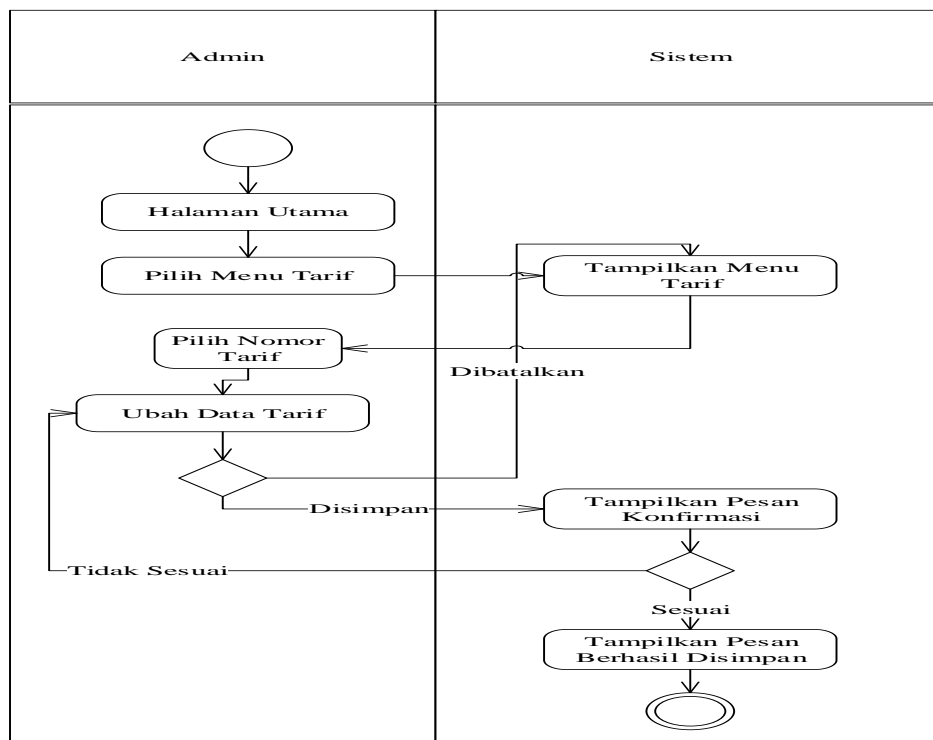 Admin
Sistem
Halaman Utama
Pilih Menu Tarif
Tampilkan Menu
Tarif
Pilih Nomor
Tarif
Dibatalkan
Ubah Data Tarif
Disimpan
Tampilkan Pesan
Konfirmasi
Tidak Sesuai
Sesuai
Tampilkan Pesan
Berhasil Disimpan